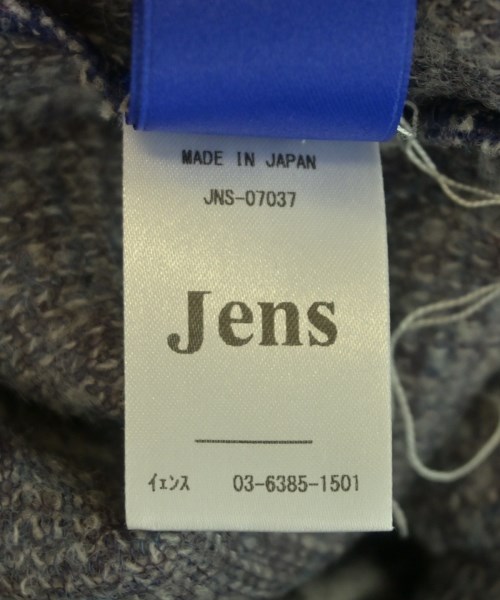 MADE IN JAPAN
JNS-07037
Jens
ｲｪﾝｽ 03-6385-1501